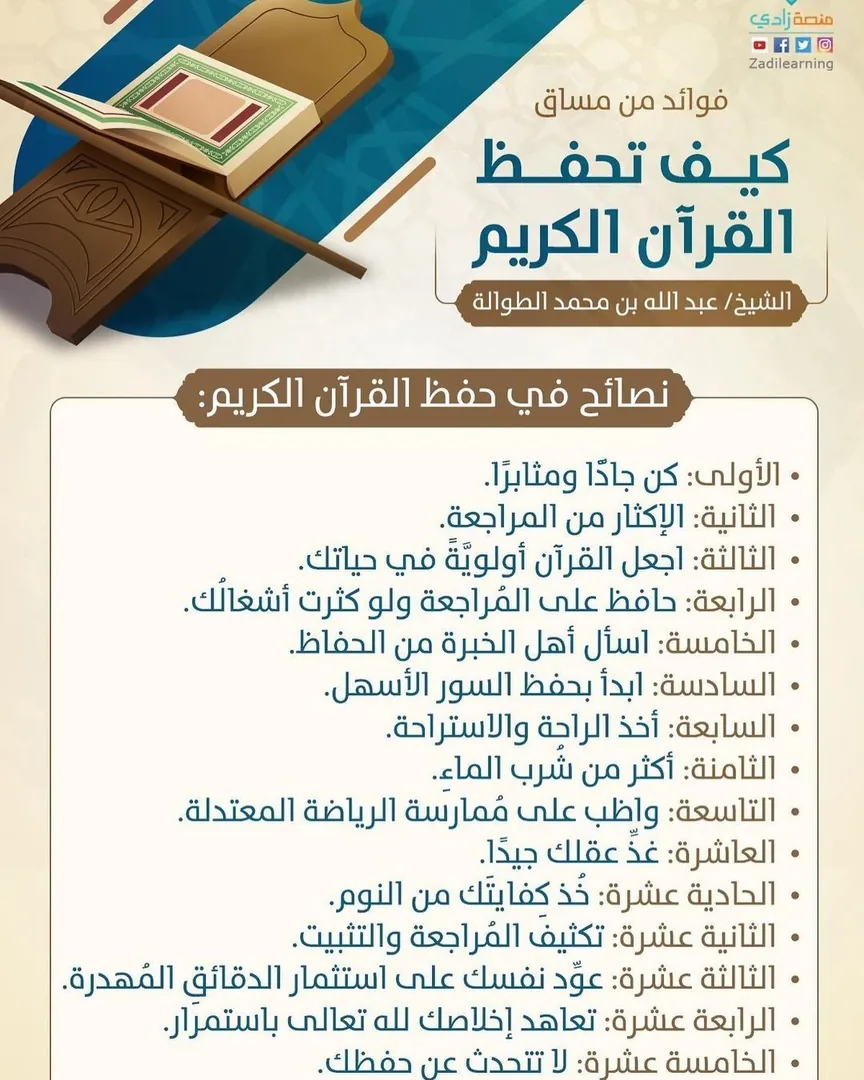 منصة زادي
Zadilearning
فوائد من مساق
كيف تحفظ
القرآن الكريم
الشيخ/ عبد الله بن محمد الطوالة
نصائح في حفظ القرآن الكريم:
• الأولى: كن جادًّا ومثابرًا.
• الثانية: الإكثار من المراجعة.
• الثالثة: اجعل القرآن أولويَّةً في حياتك.
• الرابعة: حافظ على المُراجعة ولو كثرت أشغالُك.
• الخامسة: اسأل أهل الخبرة من الحفاظ.
• السادسة: ابدأ بحفظ السور الأسهل.
• السابعة: أخذ الراحة والاستراحة.
• الثامنة: أكثر من شُرب الماءِ.
• التاسعة: واظب على مُمارسة الرياضة المعتدلة.
• العاشرة: غذِّ عقلك جيدًا.
• الحادية عشرة: خُذ كِفايتَك من النوم.
• الثانية عشرة: تكثيف المُراجعة والتثبيت.
• الثالثة عشرة: عوِّد نفسك على استثمار الدقائقِ المُهدرة.
• الرابعة عشرة: تعاهد إخلاصك لله تعالى باستمرار.
• الخامسة عشرة: لا تتحدث عن حفظك.